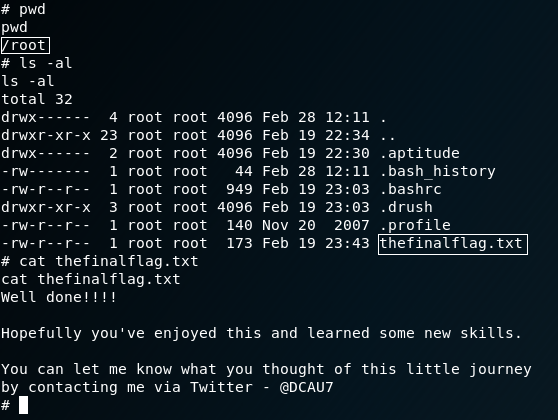 # pwd
pwd
/root
# ls -al
ls -al
total 32
drwx------  4 root root 4096 Feb 28 12:11 .
drwxr-xr-x 23 root root 4096 Feb 19 22:34 ..
drwx------  2 root root 4096 Feb 19 22:30 .aptitude
-rw-------  1 root root   44 Feb 28 12:11 .bash_history
-rw-r--r--  1 root root  949 Feb 19 23:03 .bashrc
drwxr-xr-x  3 root root 4096 Feb 19 23:03 .drush
-rw-r--r--  1 root root  140 Nov 20  2007 .profile
-rw-r--r--  1 root root  173 Feb 19 23:43 thefinalflag.txt
# cat thefinalflag.txt
cat thefinalflag.txt
Well done!!!!

Hopefully you've enjoyed this and learned some new skills.

You can let me know what you thought of this little journey
by contacting me via Twitter - @DCAU7
#